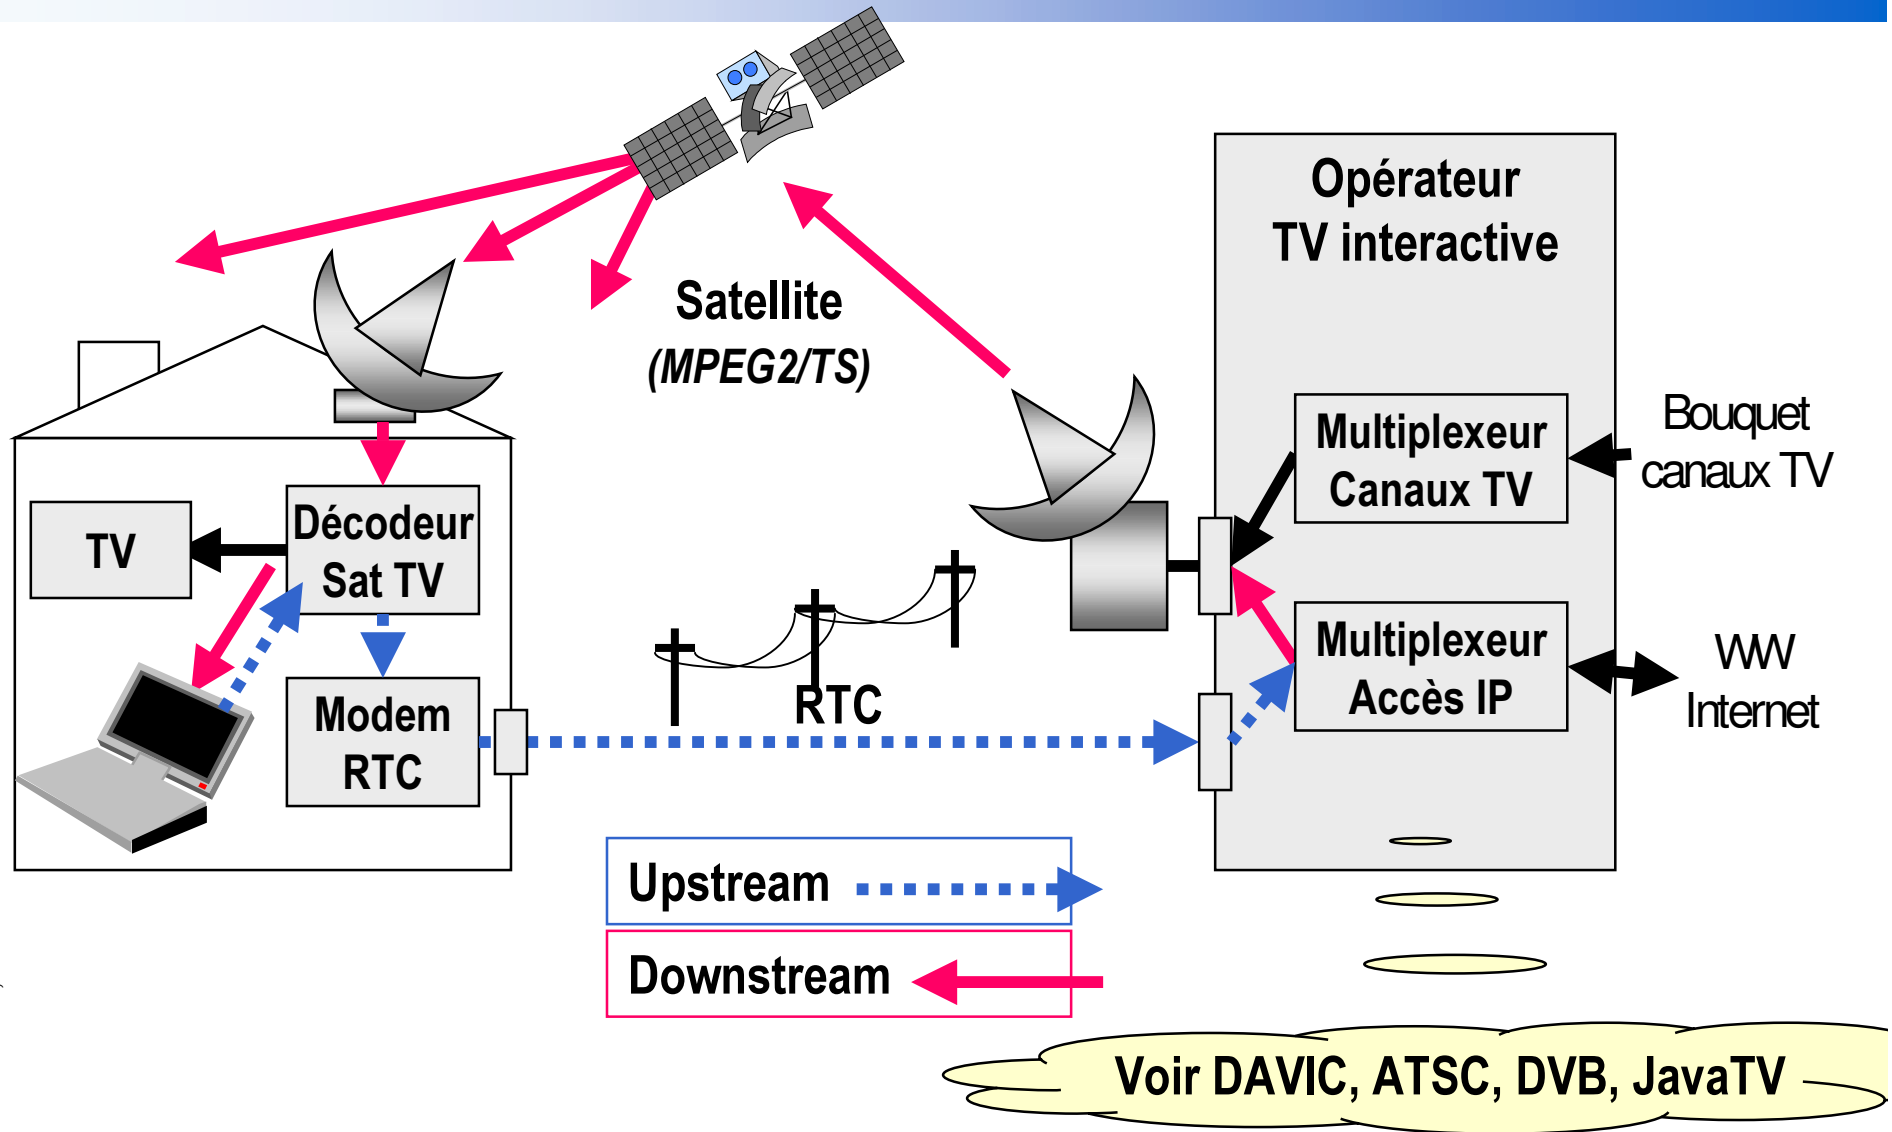 Opérateur
TV interactive
Satellite
(MPEG2/TS)
Multiplexeur
Canaux TV
Bouquet
canaux TV
TV
Décodeur
Sat TV
Multiplexeur
Accès IP
WW
Internet
Modem
RTC
RTC
Upstream
Downstream
Voir DAVIC, ATSC, DVB, JavaTV